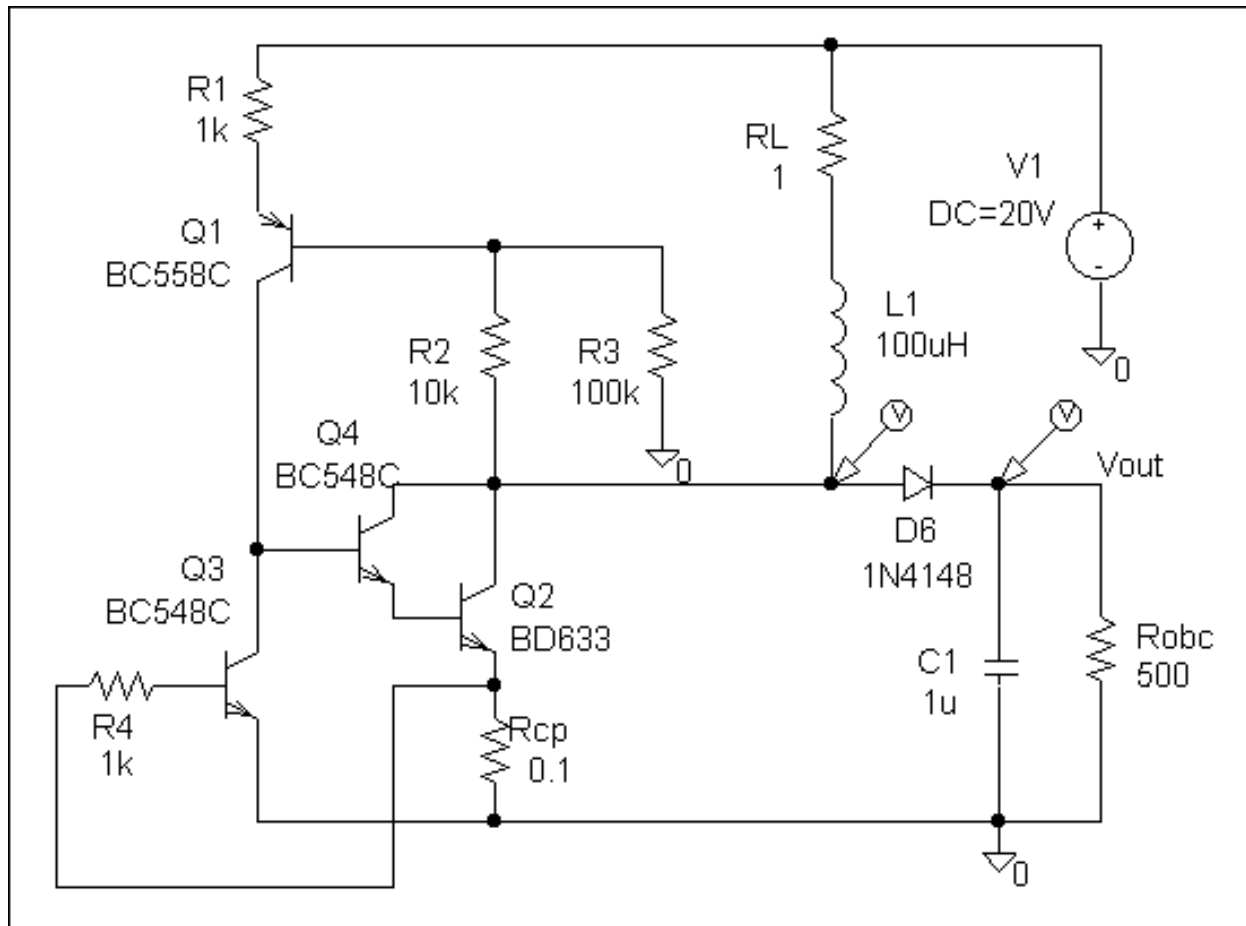 R1
1k
RL
1
V1
DC=20V
+
-
0
Q1
BC558C
R2
10k
R3
100k
0
L1
100uH
V
V
Vout
Q4
BC548C
D6
1N4148
Q3
BC548C
Q2
BD633
C1
1u
Robc
500
R4
1k
Rcp
0.1
0